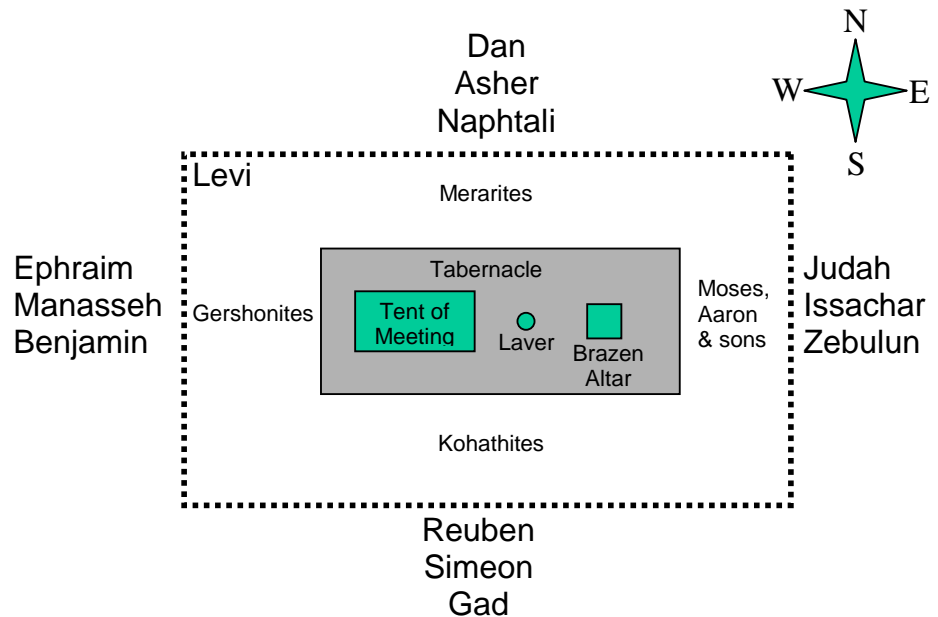 Dan
Asher
Naphtali
N
W
E
S
Levi
Merarites
Ephraim
Manasseh
Benjamin
Gershonites
Tabernacle
Tent of
Meeting
Laver
Brazen
Altar
Moses,
Aaron
& sons
Judah
Issachar
Zebulun
Kohathites
Reuben
Simeon
Gad